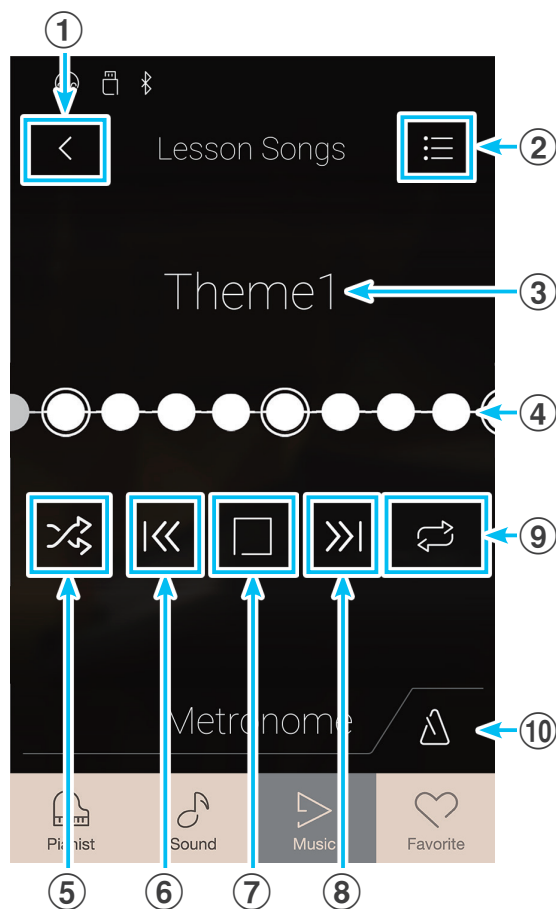 ①
Lesson Songs
②
Theme1
③
④
⑨
Metronome
⑩
Pianist
Sound
Music
Favorite
⑤
⑥
⑦
⑧